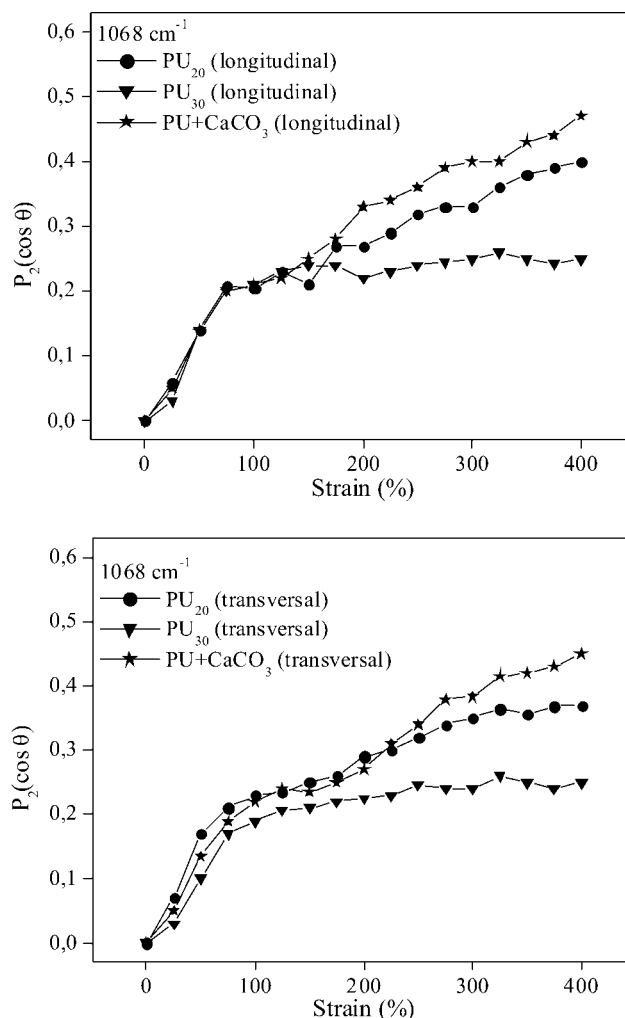 0,6
0,5
0,4
0,3
0,2
0,1
0,0
P₂(cos θ)
1068 cm⁻¹
PU₂₀ (longitudinal)
PU₃₀ (longitudinal)
PU+CaCO₃ (longitudinal)
0 100 200 300 400
Strain (%)
0,6
0,5
0,4
0,3
0,2
0,1
0,0
P₂(cos θ)
1068 cm⁻¹
PU₂₀ (transversal)
PU₃₀ (transversal)
PU+CaCO₃ (transversal)
0 100 200 300 400
Strain (%)